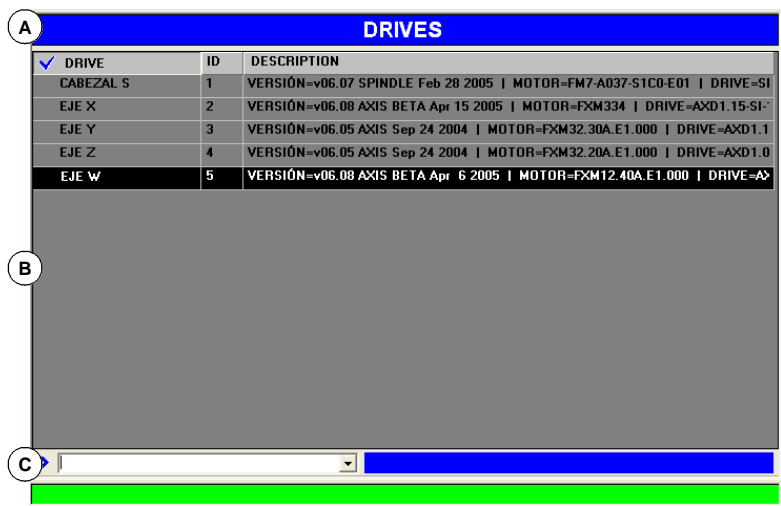 A
DRIVES
DRIVE ID DESCRIPTION
CABEZAL S 1 VERSIÓN=v06.07 SPINDLE Feb 28 2005 | MOTOR=FM7-A037-S1C0-E01 | DRIVE=SI
EJE X 2 VERSIÓN=v06.08 AXIS BETA Apr 15 2005 | MOTOR=FXM334 | DRIVE=AXD1.15-SI-
EJE Y 3 VERSIÓN=v06.05 AXIS Sep 24 2004 | MOTOR=FXM32.30A.E1.000 | DRIVE=AXD1.1
EJE Z 4 VERSIÓN=v06.05 AXIS Sep 24 2004 | MOTOR=FXM32.20A.E1.000 | DRIVE=AXD1.0
EJE W 5 VERSIÓN=v06.08 AXIS BETA Apr 6 2005 | MOTOR=FXM12.40A.E1.000 | DRIVE=AX
B
C